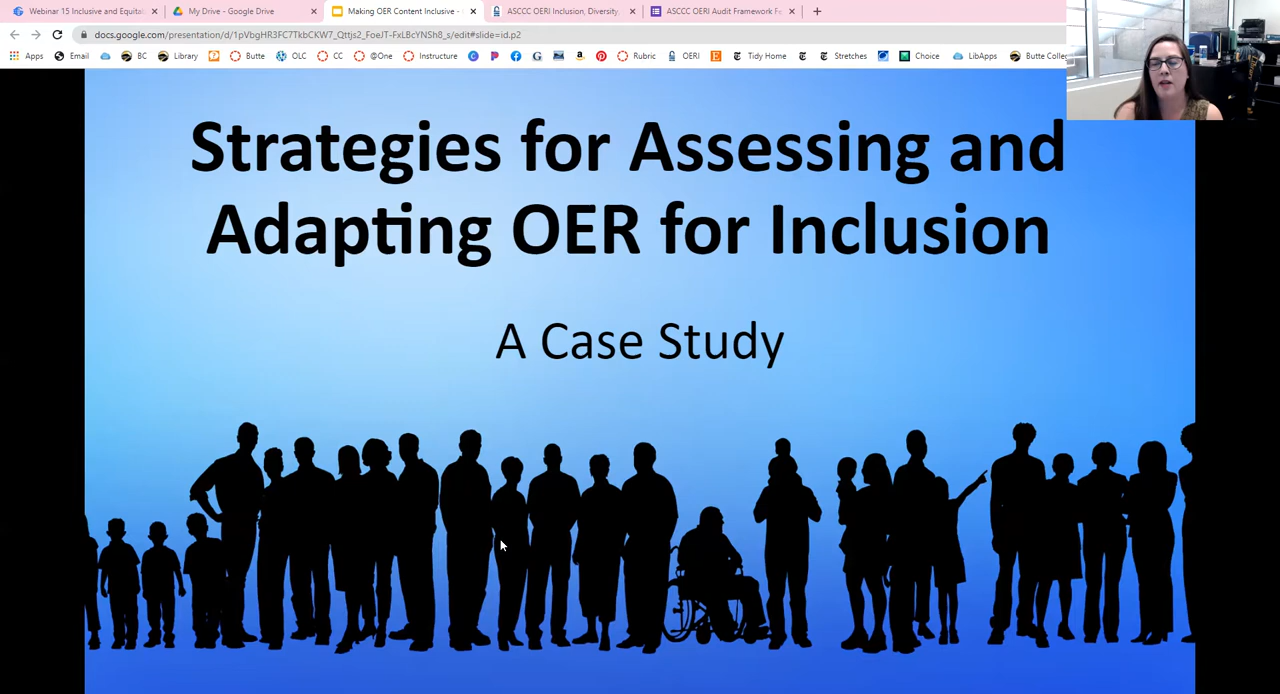 Webinar 15 Inclusive and Equita
My Drive - Google Drive
Making OER Content Inclusive -
ASCCC OERI Inclusion, Diversity,
ASCCC OERI Audit Framework F
docs.google.com/presentation/d/1pVbgHR3FC7TkbCKW7_Qttjs2_FoeJT-FxLBcYNSh8_s/edit#slide=id.p2
Apps
Email
BC
Library
Butte
OLC
CC
@One
Instructure
Rubric
OERI
Tidy Home
Stretches
Choice
LibApps
Butte Colle
Strategies for Assessing and
Adapting OER for Inclusion
A Case Study